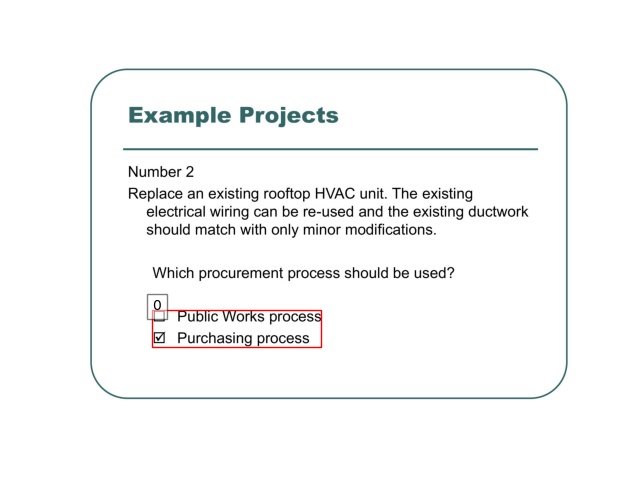 Example Projects
Number 2
Replace an existing rooftop HVAC unit. The existing
electrical wiring can be re-used and the existing ductwork
should match with only minor modifications.
Which procurement process should be used?
0
☐ Public Works process
☑ Purchasing process